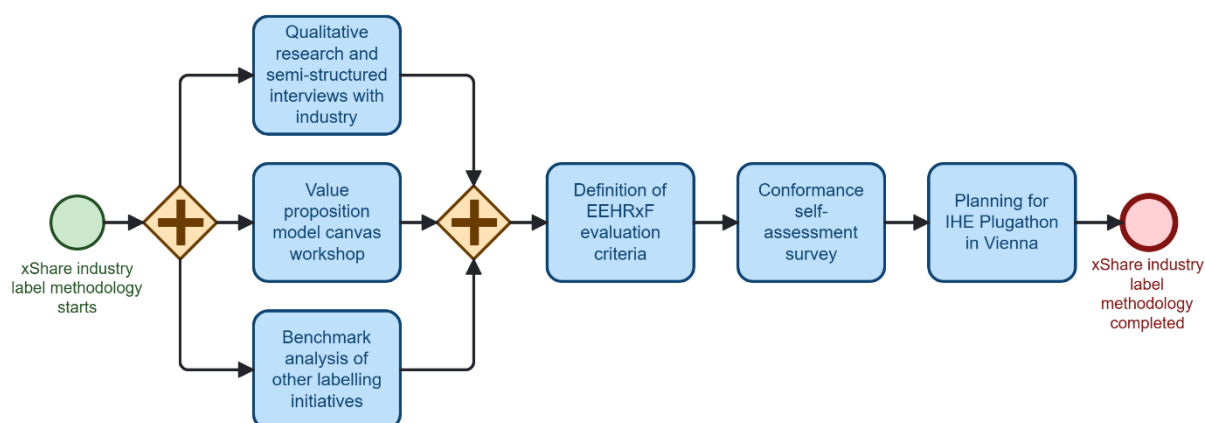 xShare industry
label methodology
starts
Qualitative
research and
semi-structured
interviews with
industry
Value
proposition
model canvas
workshop
Benchmark
analysis of
other labelling
initiatives
Definition of
EEHRxF
evaluation
criteria
Conformance
self-
assessment
survey
Planning for
IHE Plugathon
in Vienna
xShare industry
label
methodology
completed